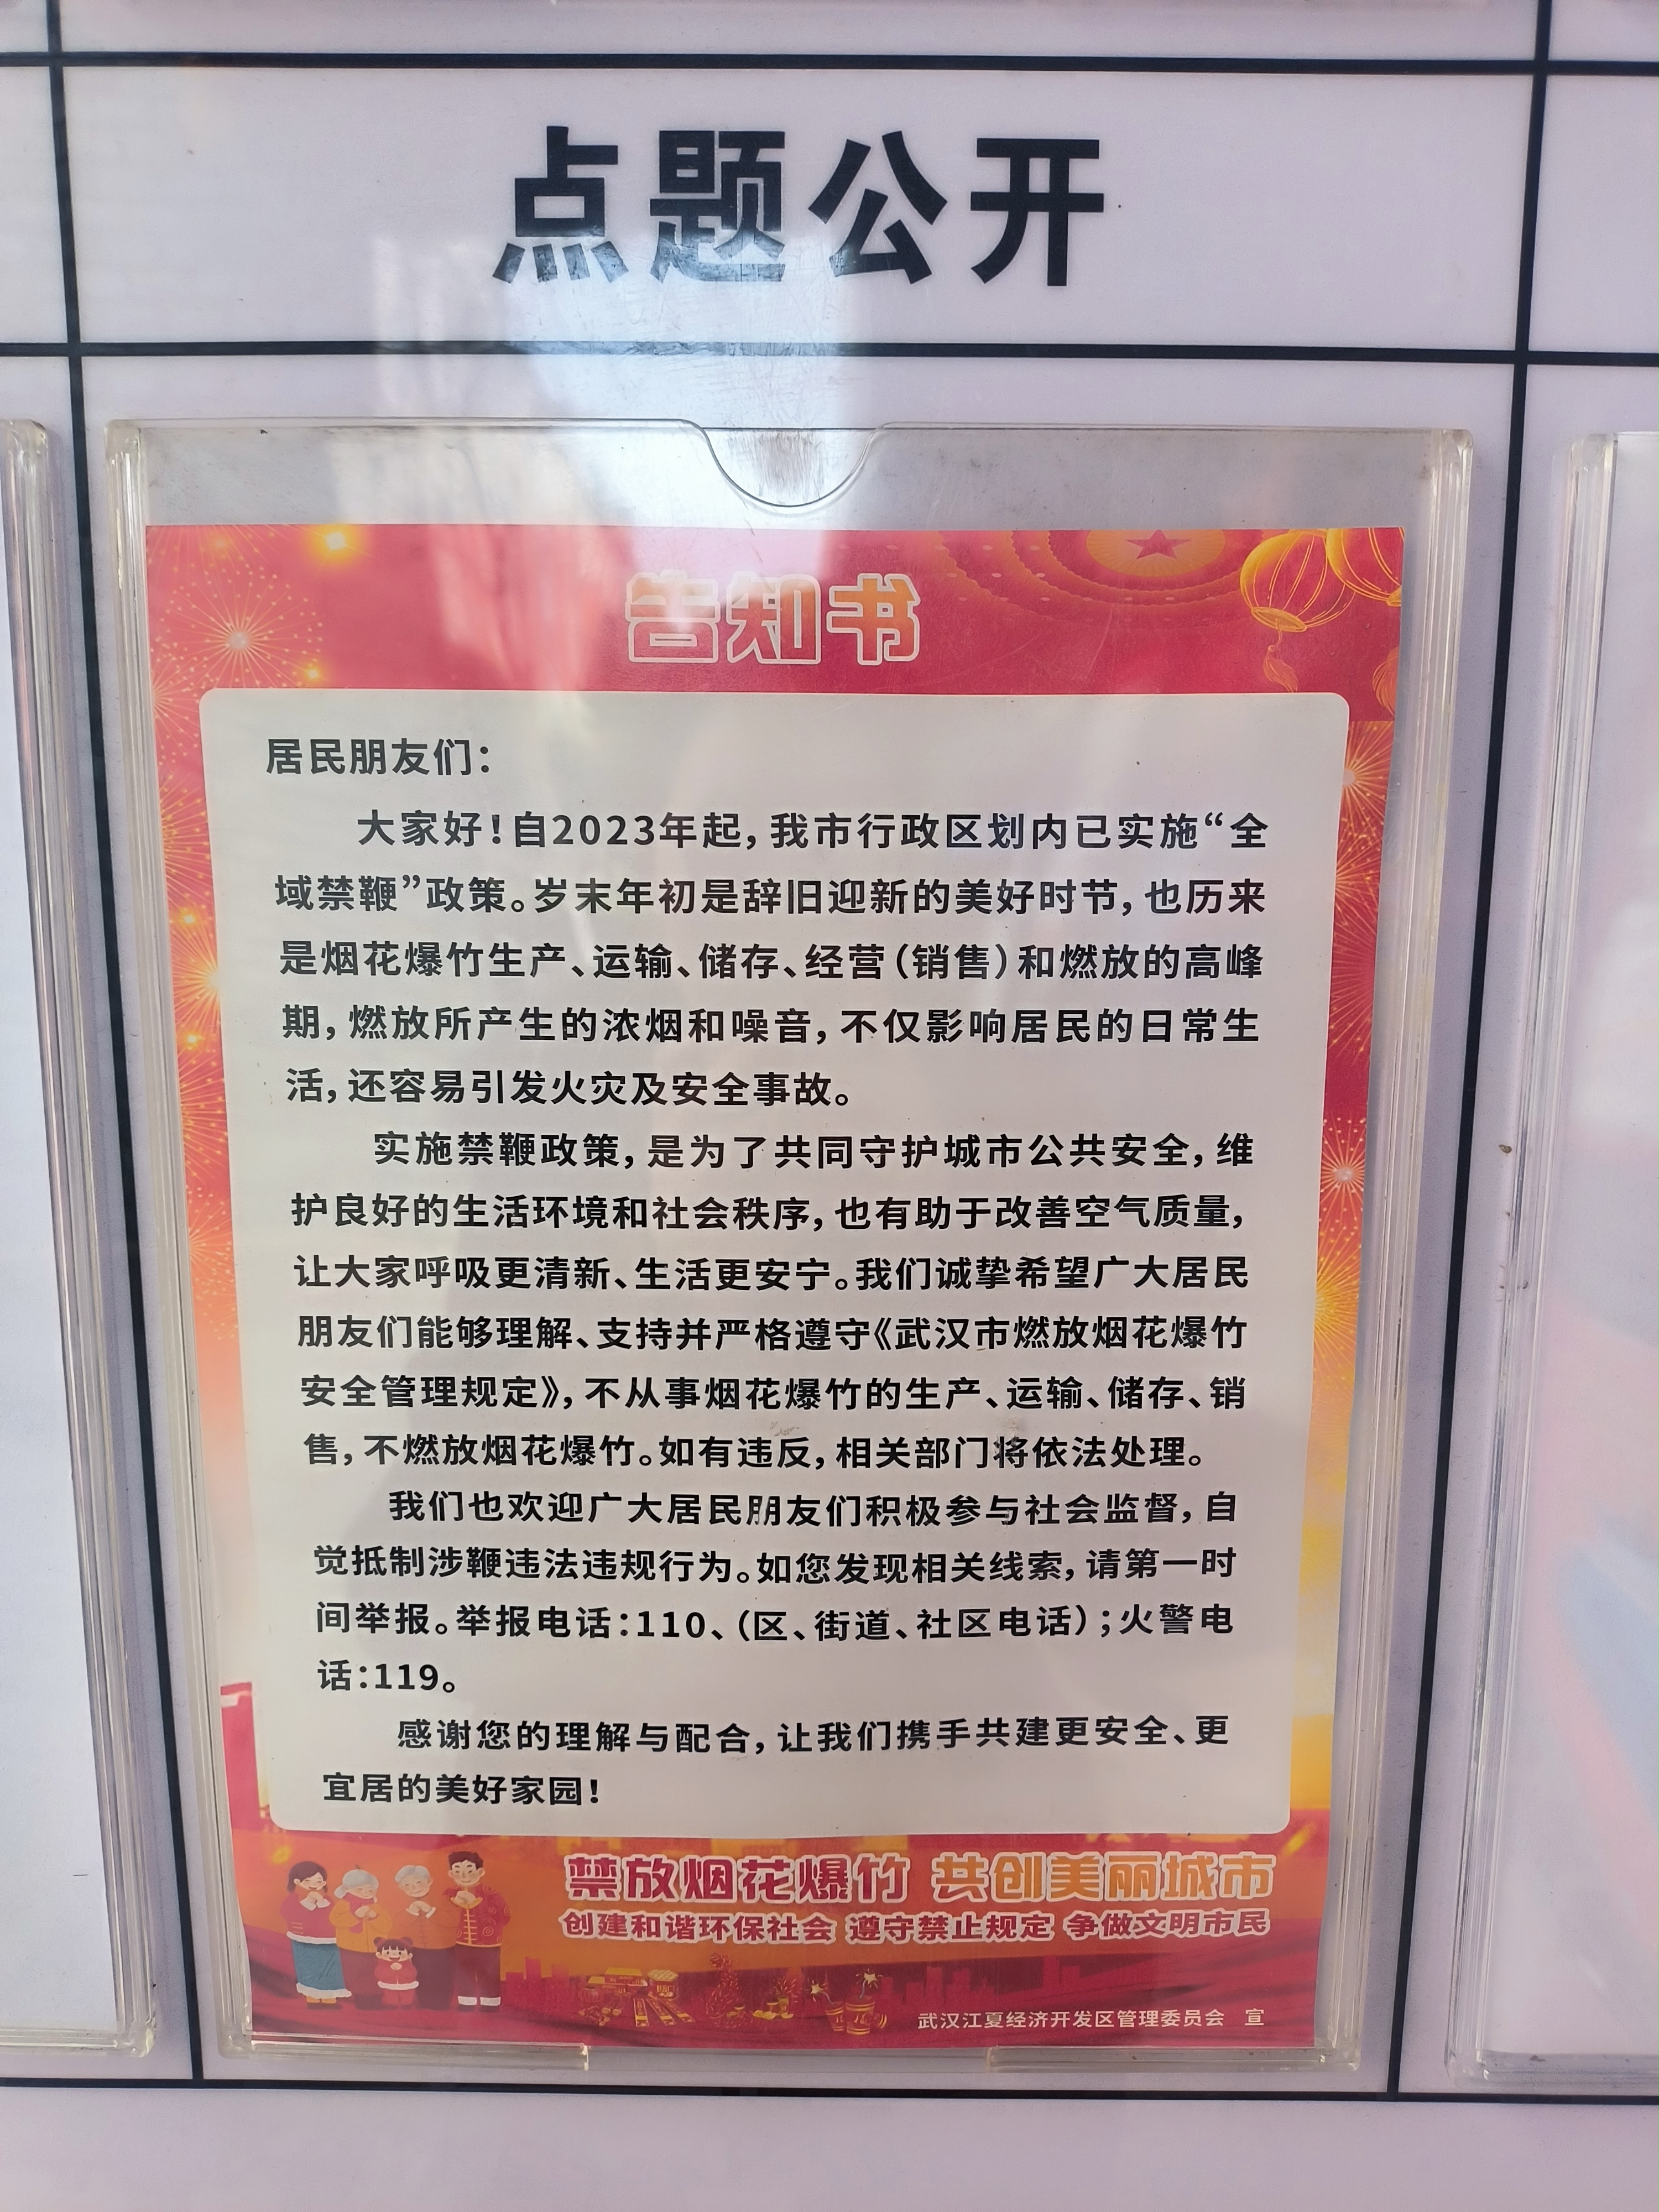 点题公开
告知书
居民朋友们：
大家好！自2023年起，我市行政区划内已实施“全
域禁鞭”政策。岁末年初是辞旧迎新的美好时节，也历来
是烟花爆竹生产、运输、储存、经营（销售）和燃放的高峰
期，燃放所产生的浓烟和噪音，不仅影响居民的日常生
活，还容易引发火灾及安全事故。
实施禁鞭政策，是为了共同守护城市公共安全，维
护良好的生活环境和社会秩序，也有助于改善空气质量，
让大家呼吸更清新、生活更安宁。我们诚挚希望广大居民
朋友们能够理解、支持并严格遵守《武汉市燃放烟花爆竹
安全管理规定》，不从事烟花爆竹的生产、运输、储存、销
售，不燃放烟花爆竹。如有违反，相关部门将依法处理。
我们也欢迎广大居民朋友们积极参与社会监督，自
觉抵制涉鞭违法违规行为。如您发现相关线索，请第一时
间举报。举报电话：110、（区、街道、社区电话）；火警电
话：119。
感谢您的理解与配合，让我们携手共建更安全、更
宜居的美好家园！
禁放烟花爆竹 共创美丽城市
创建和谐环保社会 遵守禁止规定 争做文明市民
武汉江夏经济开发区管理委员会 宣